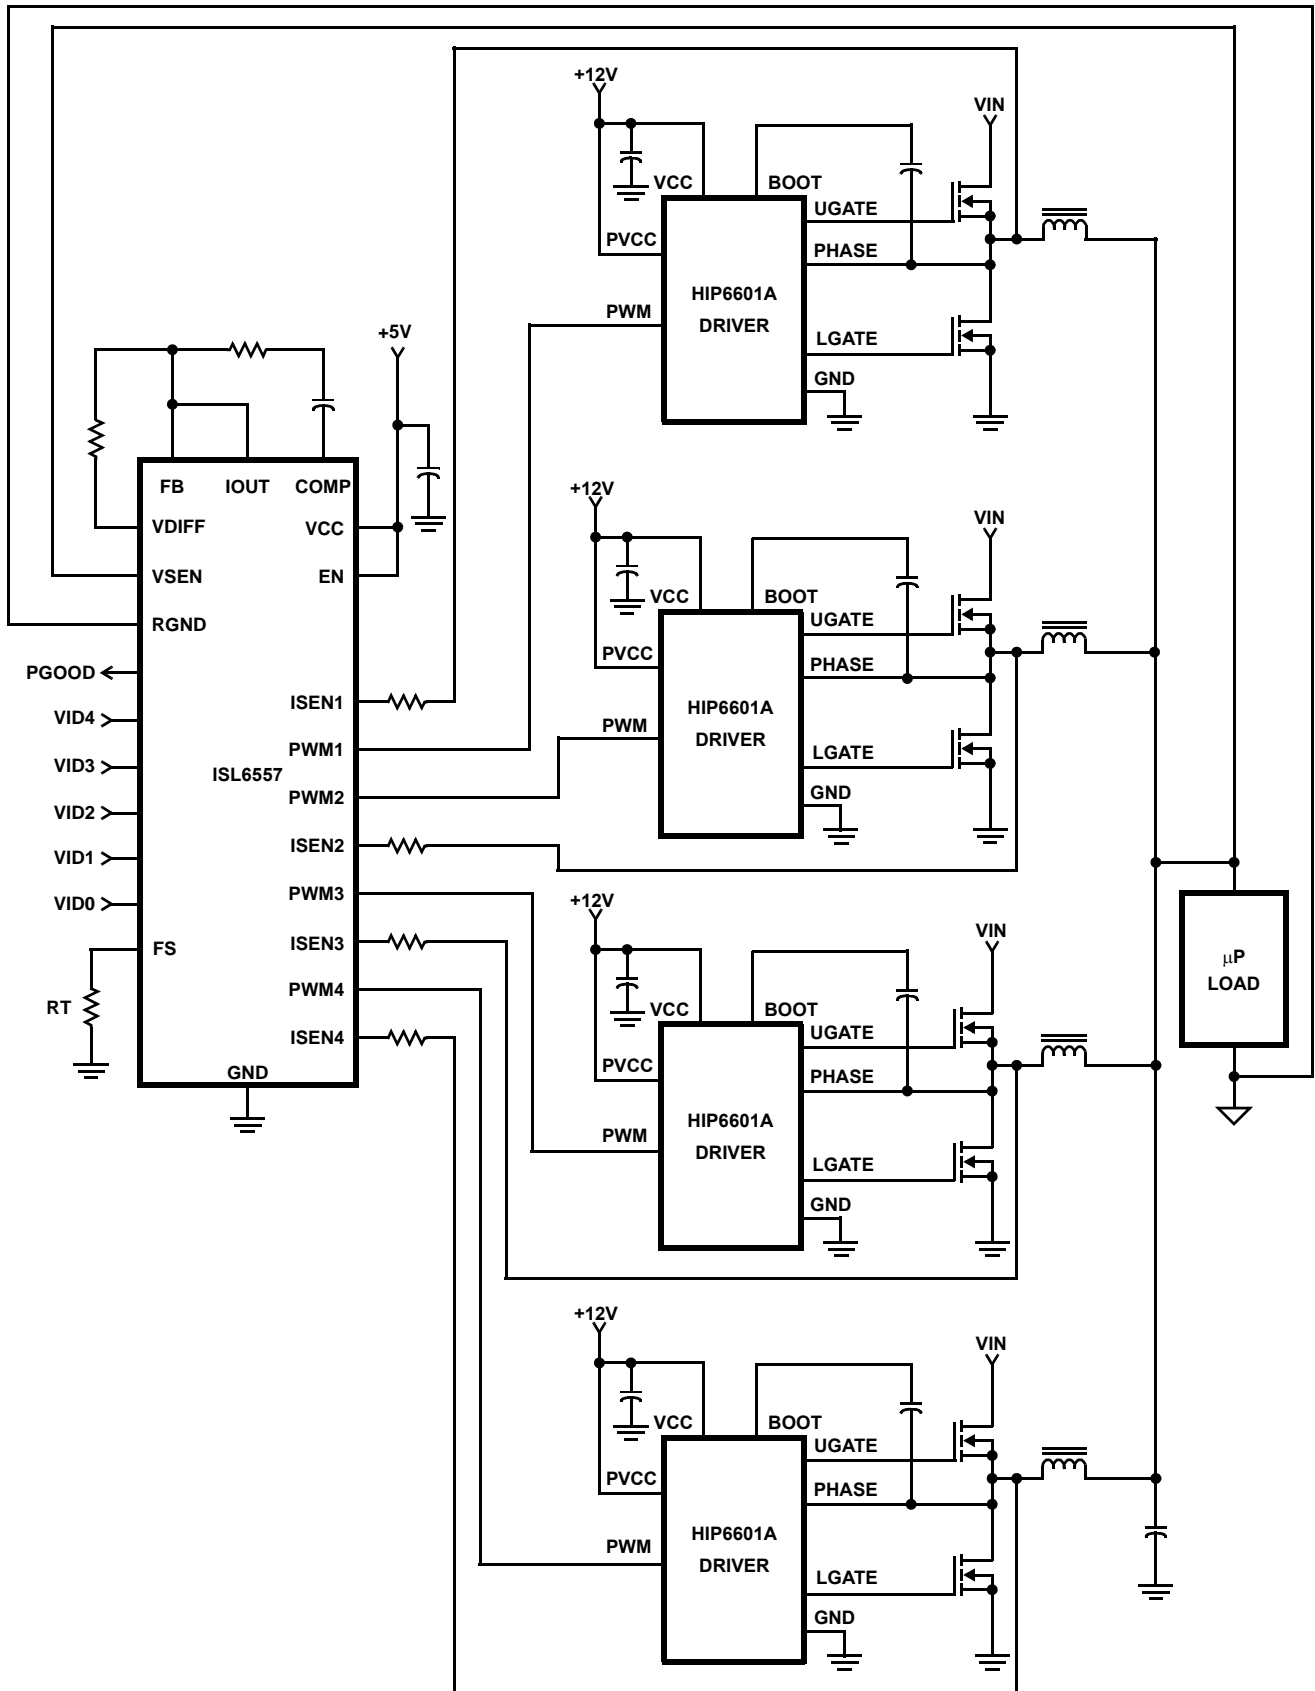 +12V
VIN
VCC
BOOT
UGATE
PVCC
PHASE
HIP6601A
DRIVER
PWM
LGATE
GND
+5V
FB
IOUT
COMP
VDIFF
VCC
VSEN
EN
RGND
PGOOD
ISEN1
VID4
PWM1
VID3
ISL6557
PWM2
VID2
ISEN2
VID1
PWM3
VID0
ISEN3
FS
PWM4
RT
ISEN4
GND
+12V
VIN
VCC
BOOT
UGATE
PVCC
PHASE
HIP6601A
DRIVER
PWM
LGATE
GND
+12V
VIN
VCC
BOOT
UGATE
PVCC
PHASE
HIP6601A
DRIVER
PWM
LGATE
GND
μP
LOAD
+12V
VIN
VCC
BOOT
UGATE
PVCC
PHASE
HIP6601A
DRIVER
PWM
LGATE
GND